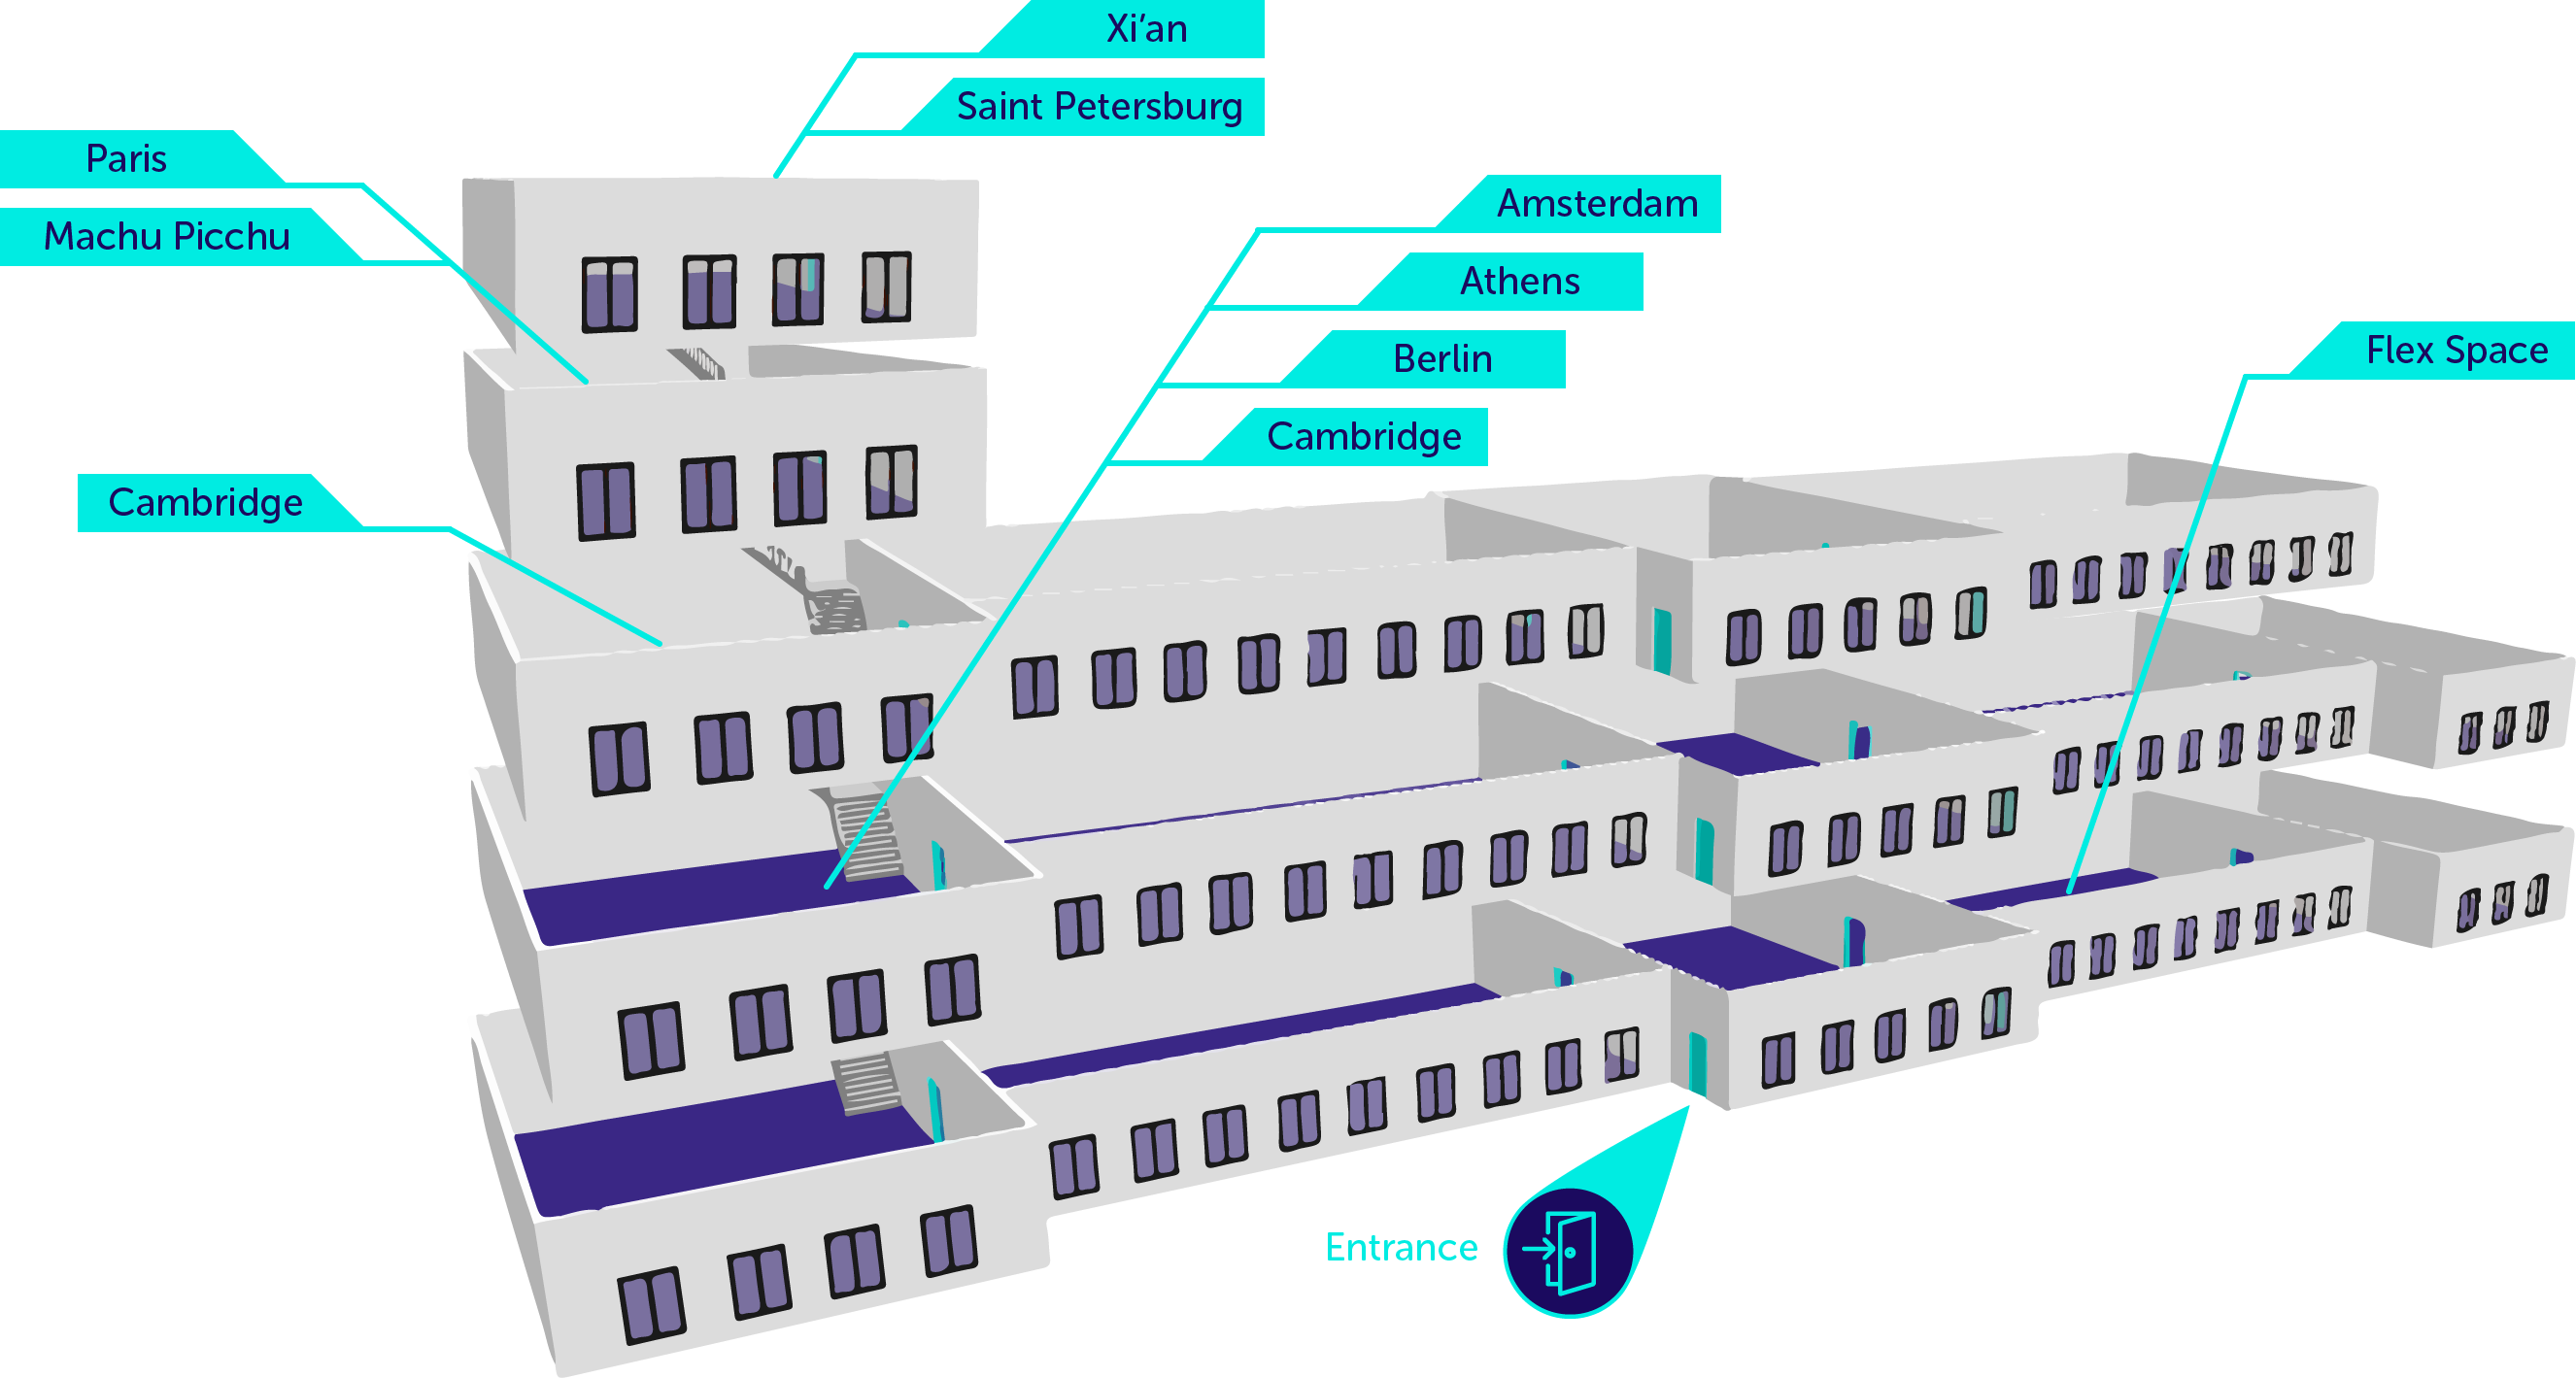 Xi’an
Saint Petersburg
Paris
Machu Picchu
Amsterdam
Athens
Berlin
Flex Space
Cambridge
Cambridge
Entrance